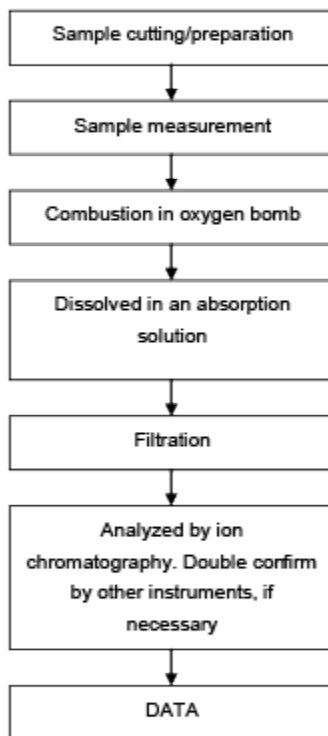 Sample cutting/preparation
Sample measurement
Combustion in oxygen bomb
Dissolved in an absorption
solution
Filtration
Analyzed by ion
chromatography. Double confirm
by other instruments, if
necessary
DATA